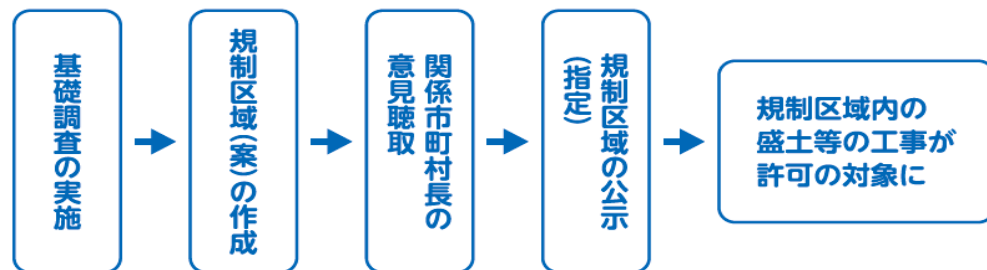 基礎調査の実施
規制区域(案)の作成
関係市町村長の
意見聴取
規制区域の公示
(指定)
規制区域内の
盛土等の工事が
許可の対象に